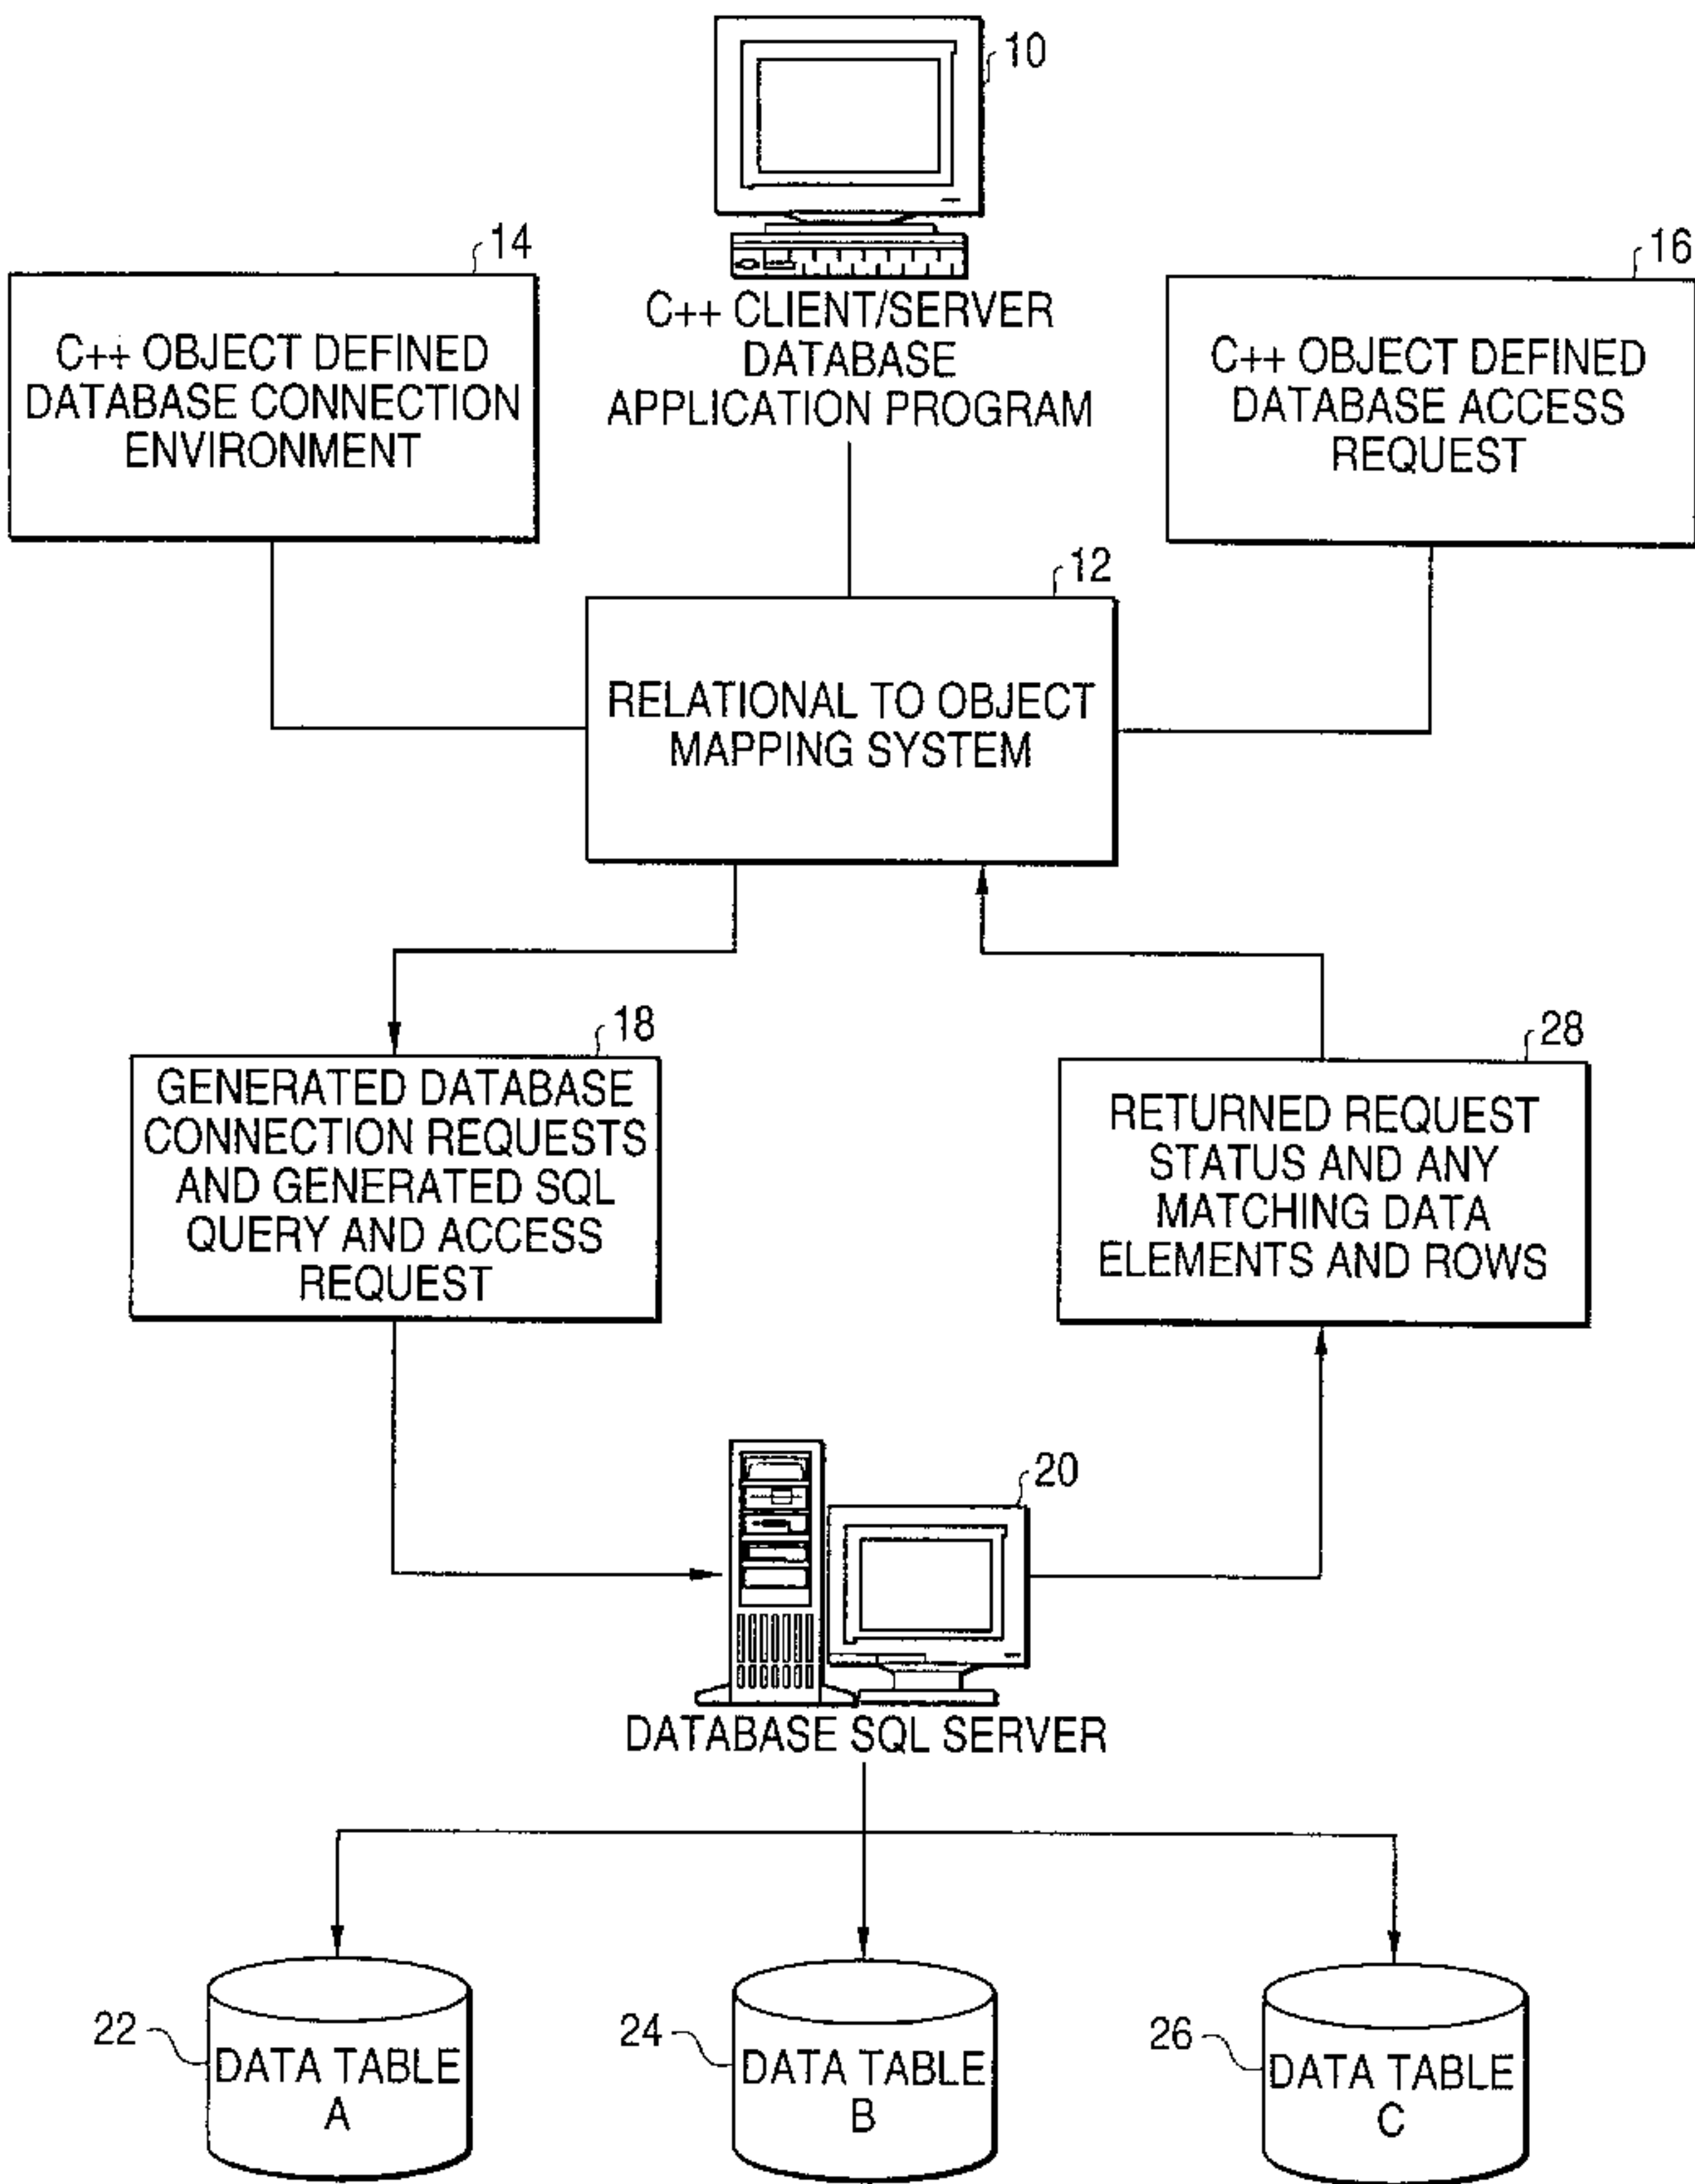 10
C++ CLIENT/SERVER
DATABASE
APPLICATION PROGRAM
14
C++ OBJECT DEFINED
DATABASE CONNECTION
ENVIRONMENT
16
C++ OBJECT DEFINED
DATABASE ACCESS
REQUEST
12
RELATIONAL TO OBJECT
MAPPING SYSTEM
18
GENERATED DATABASE
CONNECTION REQUESTS
AND GENERATED SQL
QUERY AND ACCESS
REQUEST
28
RETURNED REQUEST
STATUS AND ANY
MATCHING DATA
ELEMENTS AND ROWS
20
DATABASE SQL SERVER
22
DATA TABLE
A
24
DATA TABLE
B
26
DATA TABLE
C